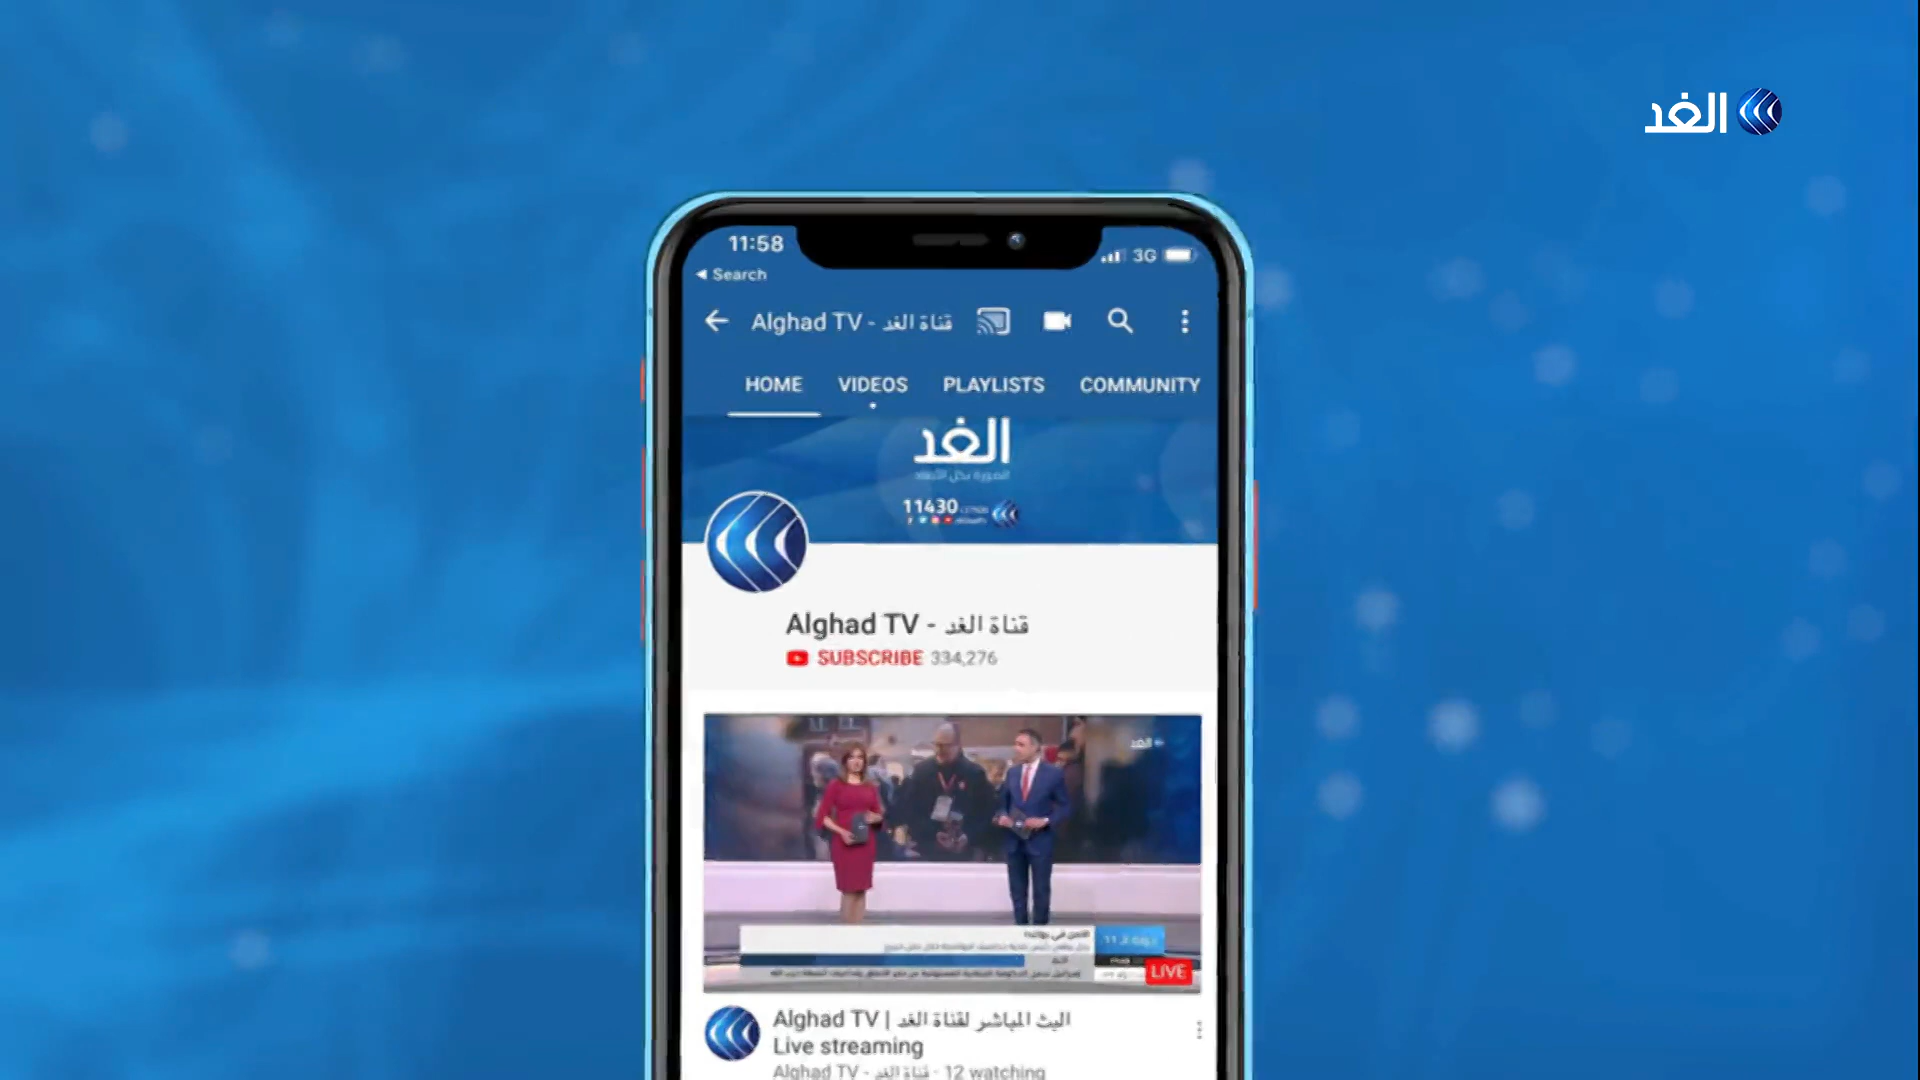 الغد
11:58
3G
◀ Search
Alghad TV - قناة الغد
HOME VIDEOS PLAYLISTS COMMUNITY
الغد
11430
Alghad TV - قناة الغد
SUBSCRIBE 334,276
الغد
LIVE
Alghad TV | البث المباشر لقناة الغد
Live streaming
Alghad TV - قناة الغد · 12 watching